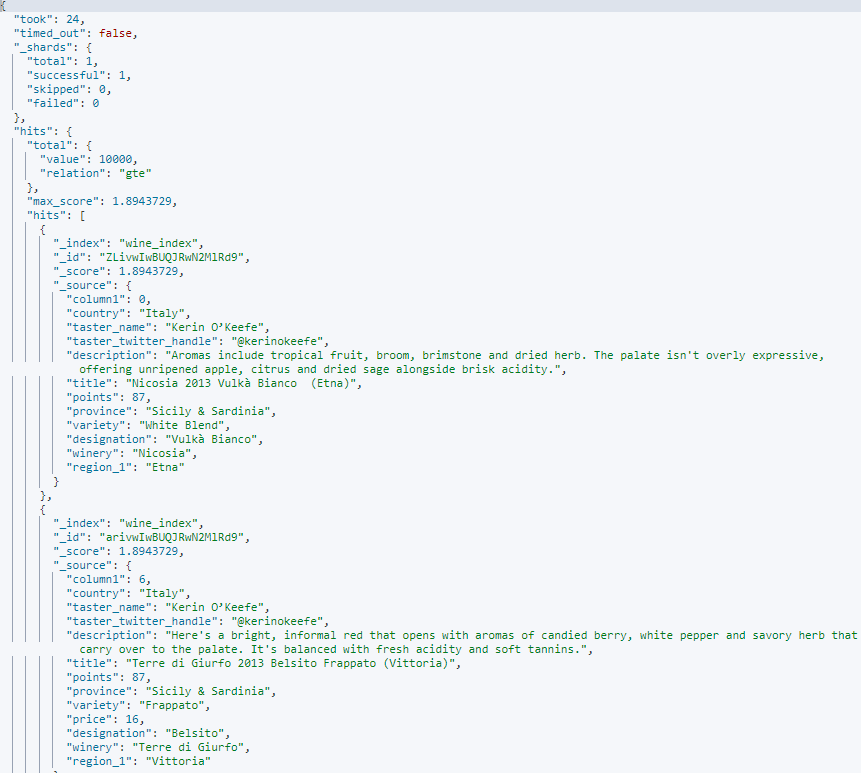 {
"took": 24,
"timed_out": false,
"_shards": {
"total": 1,
"successful": 1,
"skipped": 0,
"failed": 0
},
"hits": {
"total": {
"value": 10000,
"relation": "gte"
},
"max_score": 1.8943729,
"hits": [
{
"_index": "wine_index",
"_id": "ZLivwIwBUQJRwN2MlRd9",
"_score": 1.8943729,
"_source": {
"column1": 0,
"country": "Italy",
"taster_name": "Kerin O’Keefe",
"taster_twitter_handle": "@kerinokeefe",
"description": "Aromas include tropical fruit, broom, brimstone and dried herb. The palate isn't overly expressive,
offering unripened apple, citrus and dried sage alongside brisk acidity.",
"title": "Nicosia 2013 Vulkà Bianco  (Etna)",
"points": 87,
"province": "Sicily & Sardinia",
"variety": "White Blend",
"designation": "Vulkà Bianco",
"winery": "Nicosia",
"region_1": "Etna"
}
},
{
"_index": "wine_index",
"_id": "arivwIwBUQJRwN2MlRd9",
"_score": 1.8943729,
"_source": {
"column1": 6,
"country": "Italy",
"taster_name": "Kerin O’Keefe",
"taster_twitter_handle": "@kerinokeefe",
"description": "Here's a bright, informal red that opens with aromas of candied berry, white pepper and savory herb that
carry over to the palate. It's balanced with fresh acidity and soft tannins.",
"title": "Terre di Giurfo 2013 Belsito Frappato (Vittoria)",
"points": 87,
"province": "Sicily & Sardinia",
"variety": "Frappato",
"price": 16,
"designation": "Belsito",
"winery": "Terre di Giurfo",
"region_1": "Vittoria"